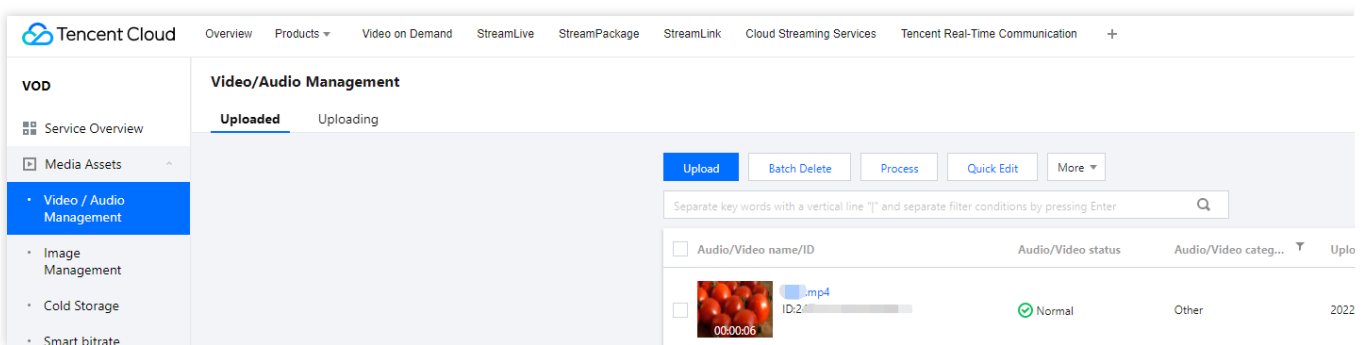 Tencent Cloud Overview Products Video on Demand StreamLive StreamPackage StreamLink Cloud Streaming Services Tencent Real-Time Communication +
VOD
Video/Audio Management
Uploaded Uploading
Service Overview
Media Assets
Video / Audio
Management
Image
Management
Cold Storage
Smart bitrate
Upload Batch Delete Process Quick Edit More
Separate key words with a vertical line "|" and separate filter conditions by pressing Enter
Audio/Video name/ID Audio/Video status Audio/Video categ... Uplo
.mp4
ID:24
00:00:06
Normal Other 2022